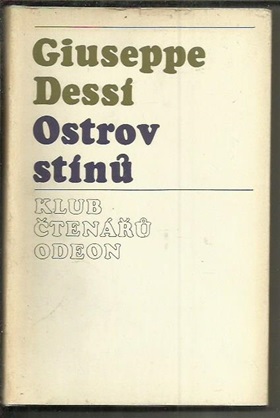 Giuseppe
Dessí
Ostrov
stínů
KLUB
ČTENÁŘŮ
ODEON